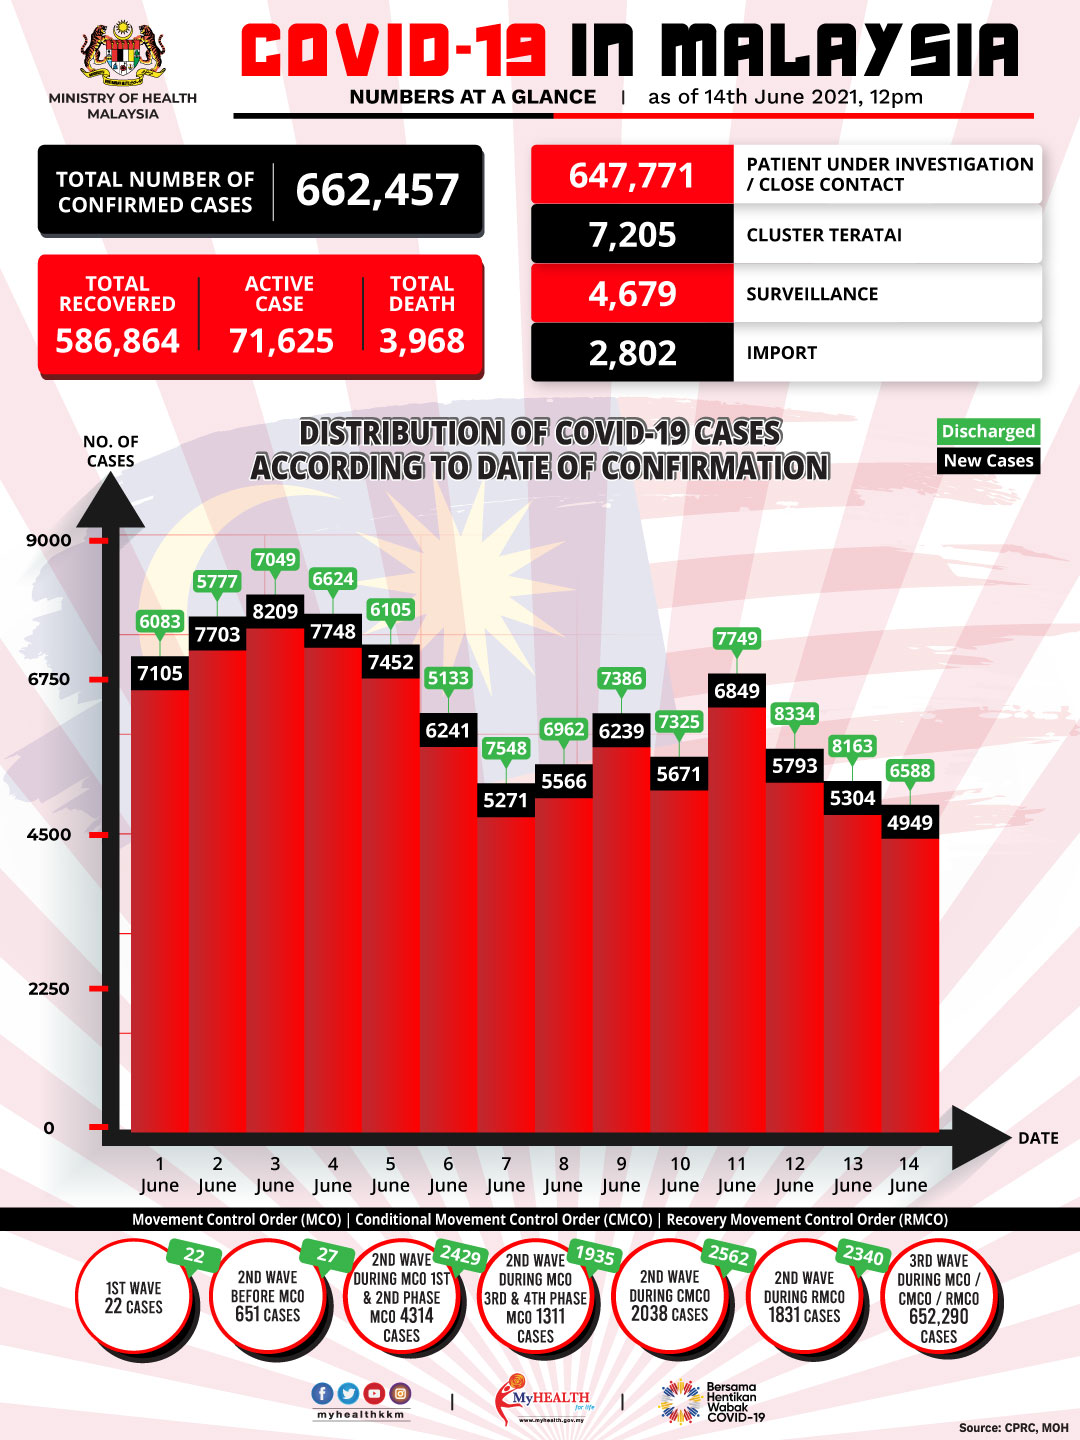 COVID-19 IN MALAYSIA
MINISTRY OF HEALTH
MALAYSIA
NUMBERS AT A GLANCE | as of 14th June 2021, 12pm
TOTAL NUMBER OF
CONFIRMED CASES
662,457
TOTAL
RECOVERED
586,864
ACTIVE
CASE
71,625
TOTAL
DEATH
3,968
647,771
PATIENT UNDER INVESTIGATION
/ CLOSE CONTACT
7,205 CLUSTER TERATAI
4,679 SURVEILLANCE
2,802 IMPORT
DISTRIBUTION OF COVID-19 CASES
ACCORDING TO DATE OF CONFIRMATION
Discharged
New Cases
NO. OF
CASES
9000
6750
4500
2250
0
6083
7105
5777
7703
7049
8209
6624
7748
6105
7452
5133
6241
7548
5271
6962
5566
7386
6239
7325
5671
7749
6849
8334
5793
8163
5304
6588
4949
DATE
1
June
2
June
3
June
4
June
5
June
6
June
7
June
8
June
9
June
10
June
11
June
12
June
13
June
14
June
Movement Control Order (MCO) | Conditional Movement Control Order (CMCO) | Recovery Movement Control Order (RMCO)
22
1ST WAVE
22 CASES
27
2ND WAVE
BEFORE MCO
651 CASES
2429
2ND WAVE
DURING MCO 1ST
& 2ND PHASE
MCO 4314
CASES
1935
2ND WAVE
DURING MCO
3RD & 4TH PHASE
MCO 1311
CASES
2562
2ND WAVE
DURING CMCO
2038 CASES
2340
2ND WAVE
DURING RMCO
1831 CASES
3RD WAVE
DURING MCO /
CMCO / RMCO
652,290
CASES
myhealthkkm
MyHEALTH
for life
www.myhealth.gov.my
Bersama
Hentikan
Wabak
COVID-19
Source: CPRC, MOH